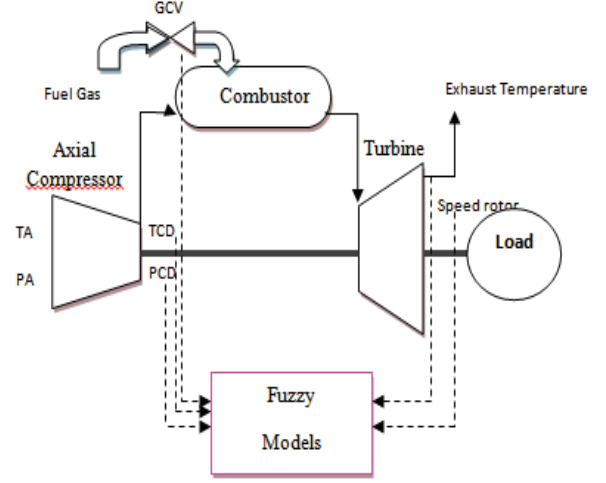 GCV
Fuel Gas
Combustor
Exhaust Temperature
Axial
Compressor
Turbine
Speed rotor
TA
TCD
Load
PA
PCD
Fuzzy
Models